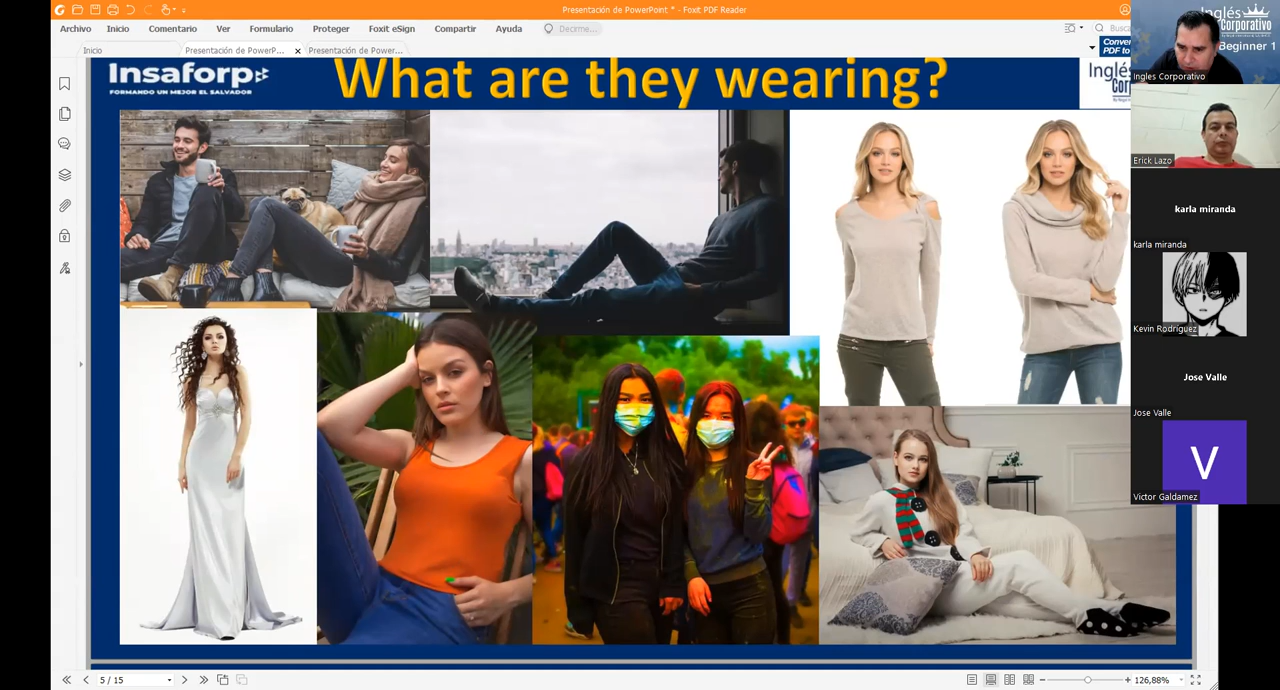 Presentación de PowerPoint * - Foxit PDF Reader
Archivo Inicio Comentario Ver Formulario Proteger Foxit eSign Compartir Ayuda Decirme...
Inicio Presentación de PowerP... × Presentación de Power...
Insaforp
FORMANDO UN MEJOR EL SALVADOR
What are they wearing?
Inglés
Corporativo
Beginner 1
Ingles Corporativo
Erick Lazo
karla miranda
karla miranda
Kevin Rodríguez
Jose Valle
Jose Valle
V
Victor Galdamez
5 / 15
126,88%